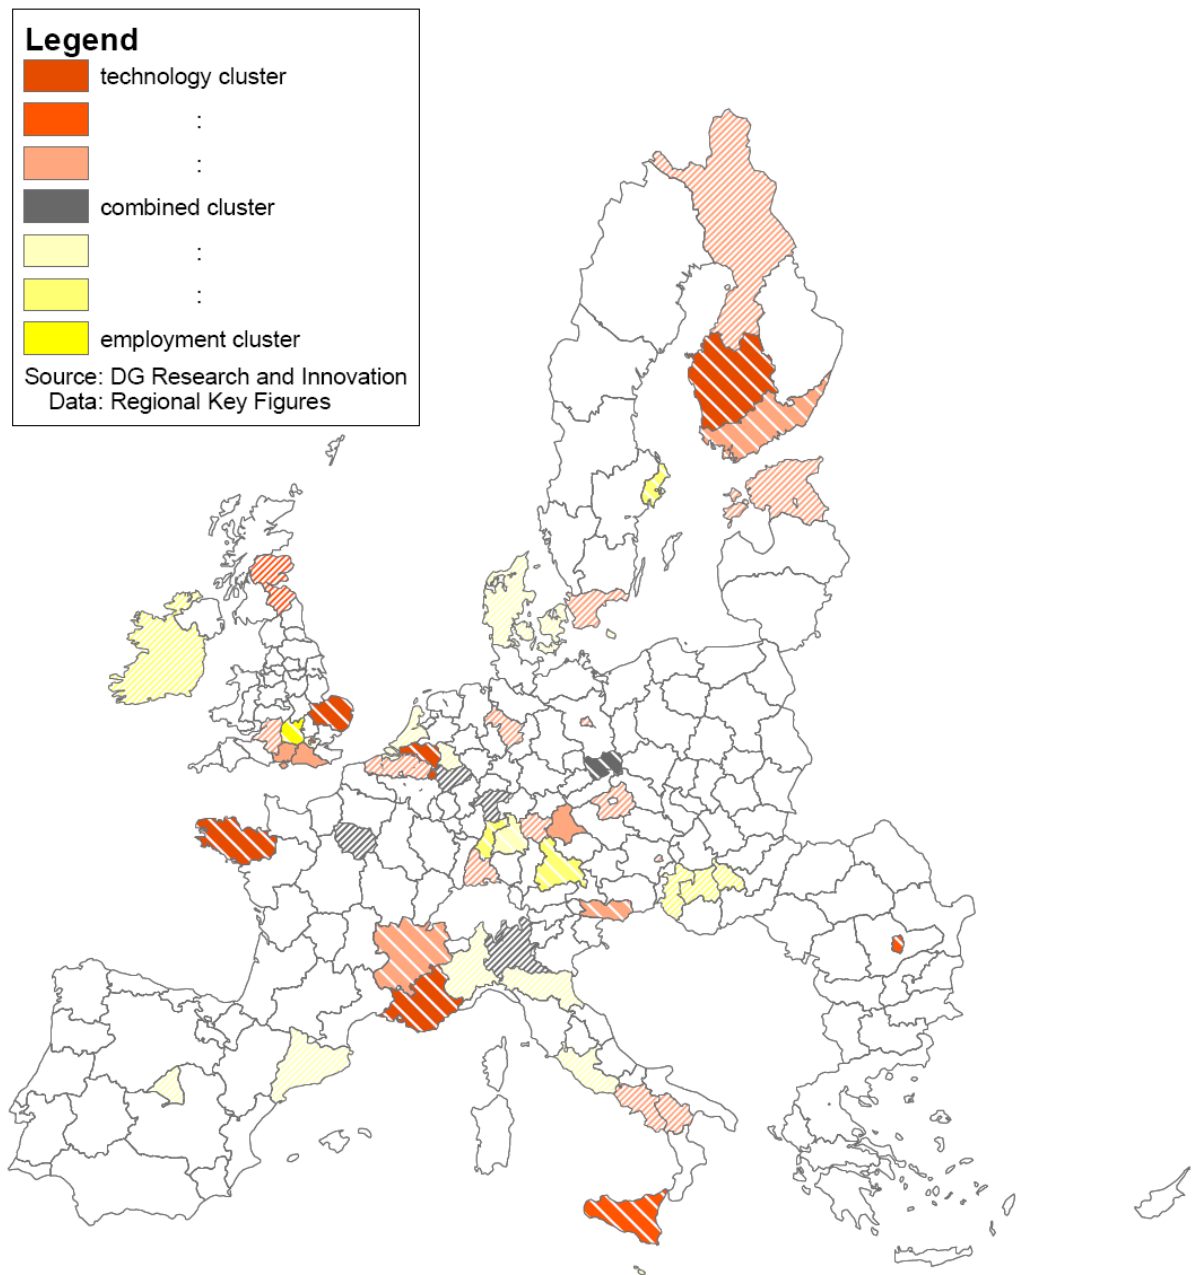 Legend
technology cluster
:
:
combined cluster
:
:
employment cluster
Source: DG Research and Innovation
Data: Regional Key Figures